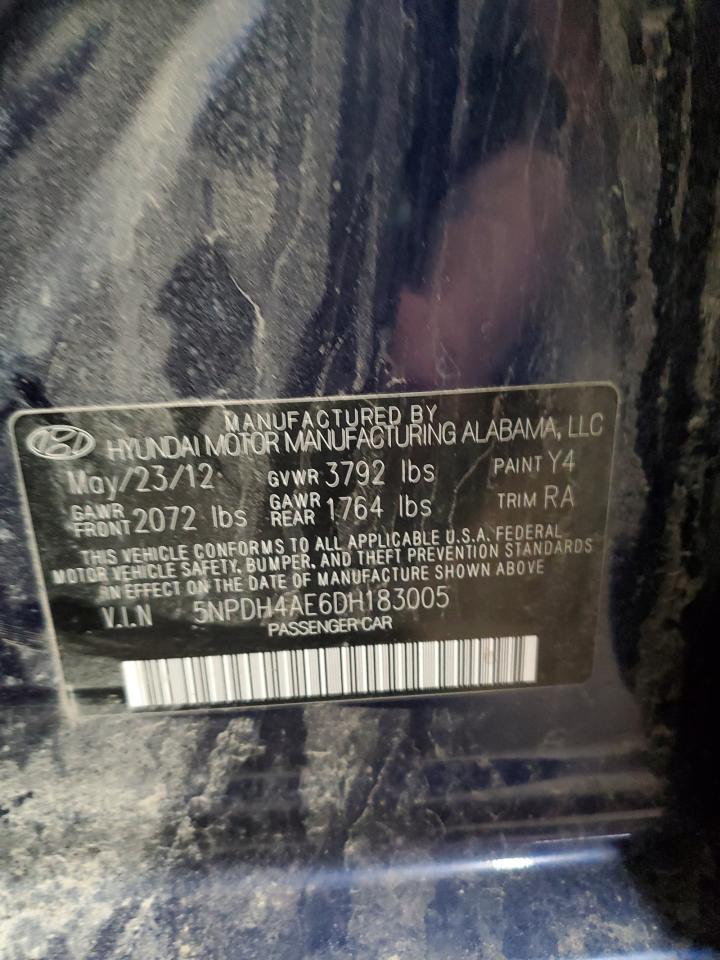 MANUFACTURED BY
HYUNDAI MOTOR MANUFACTURING ALABAMA, LLC
May/23/12 GVWR 3792 lbs PAINT Y4
GAWR FRONT 2072 lbs GAWR REAR 1764 lbs TRIM RA
THIS VEHICLE CONFORMS TO ALL APPLICABLE U.S.A. FEDERAL
MOTOR VEHICLE SAFETY, BUMPER, AND THEFT PREVENTION STANDARDS
IN EFFECT ON THE DATE OF MANUFACTURE SHOWN ABOVE
V.I.N 5NPDH4AE6DH183005
PASSENGER CAR